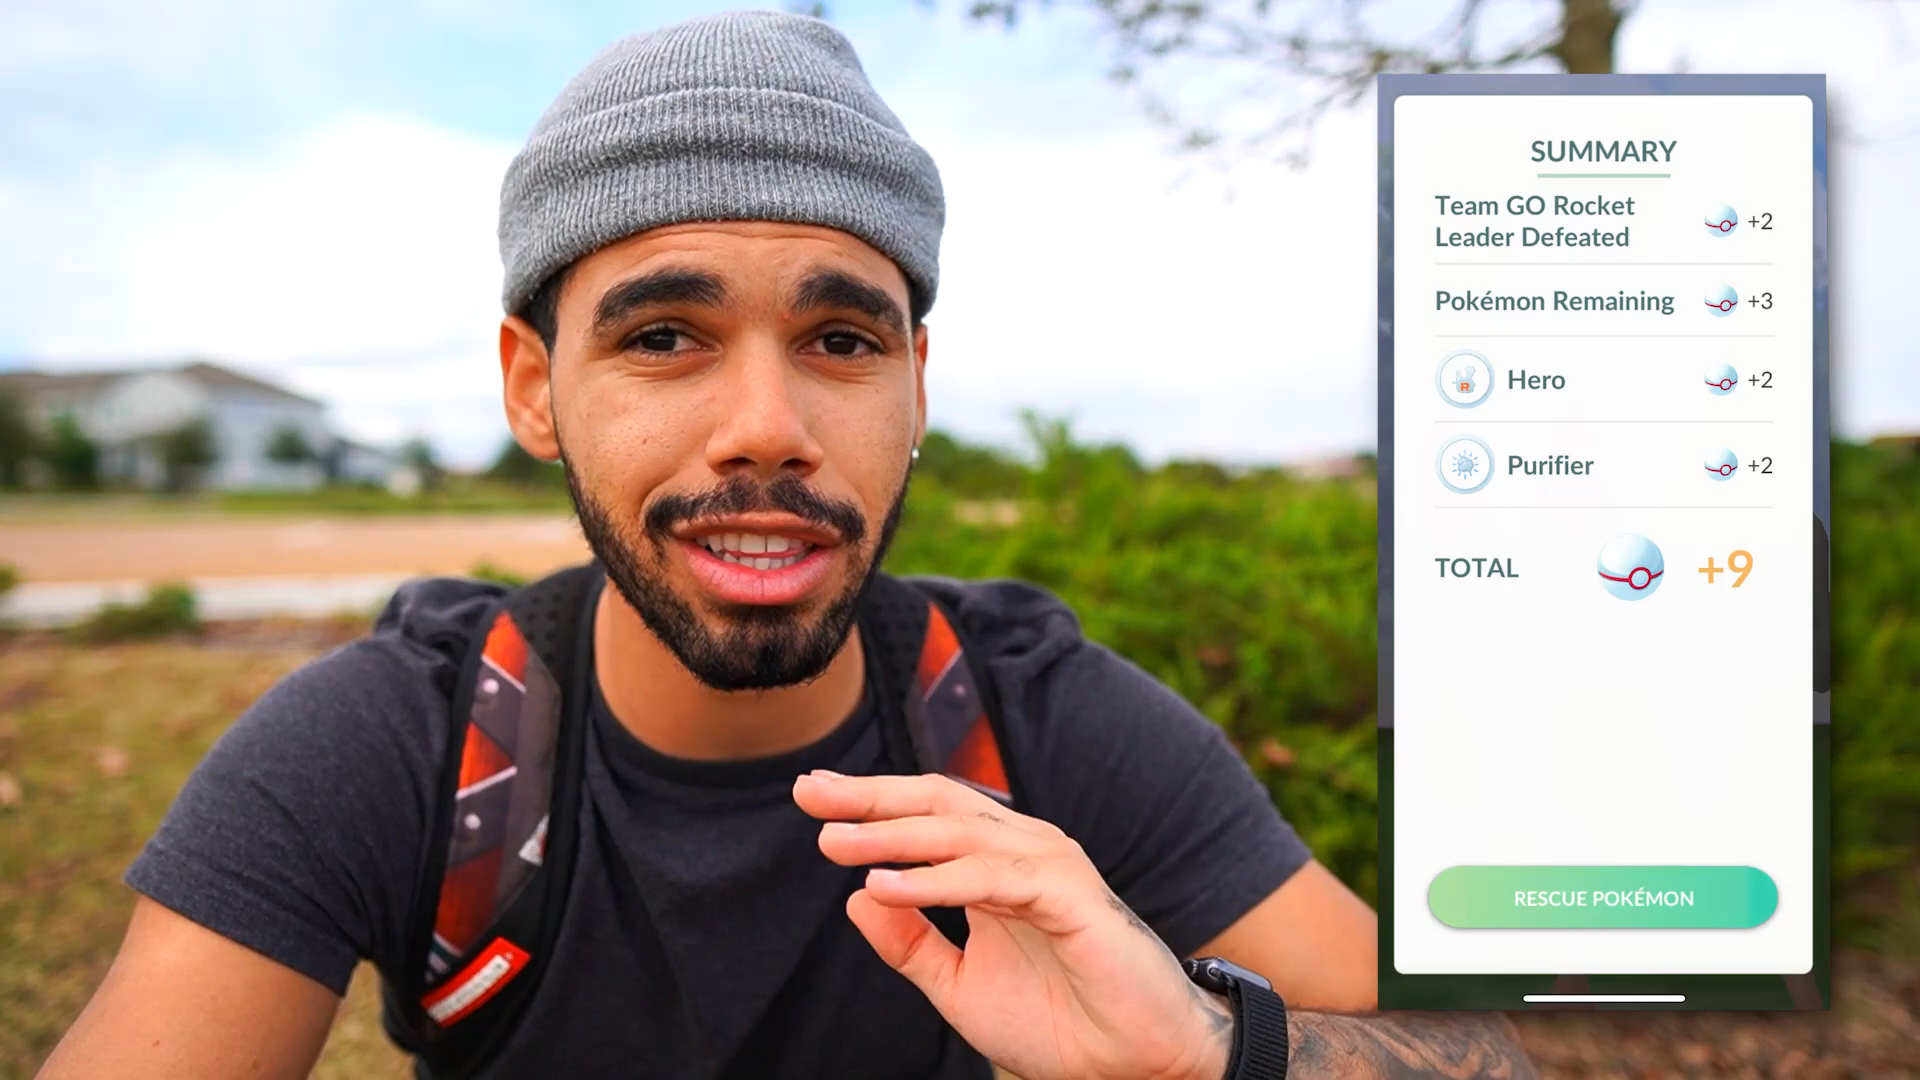 SUMMARY
Team GO Rocket
Leader Defeated
+2
Pokémon Remaining
+3
R
Hero
+2
Purifier
+2
TOTAL
+9
RESCUE POKÉMON